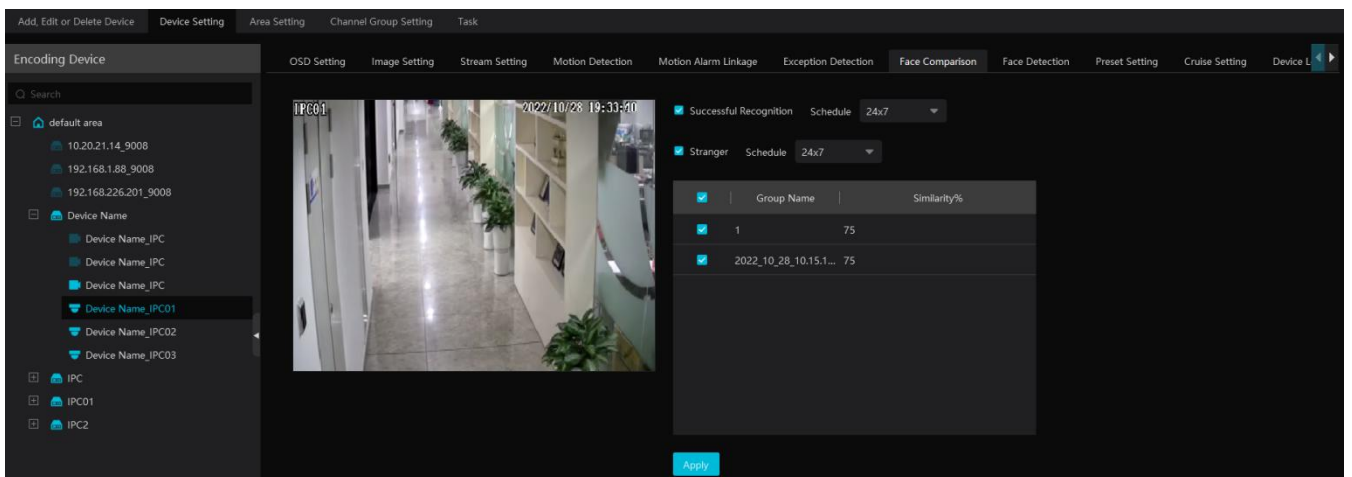 Add, Edit or Delete Device Device Setting Area Setting Channel Group Setting Task
Encoding Device
OSD Setting Image Setting Stream Setting Motion Detection Motion Alarm Linkage Exception Detection Face Comparison Face Detection Preset Setting Cruise Setting Device L
Search
default area
10.20.21.14_9008
192.168.1.88_9008
192.168.226.201_9008
Device Name
Device Name_IPC
Device Name_IPC
Device Name_IPC
Device Name_IPC01
Device Name_IPC02
Device Name_IPC03
IPC
IPC01
IPC2
IPC01 2022/10/28 19:33:40
Successful Recognition Schedule 24x7
Stranger Schedule 24x7
Group Name Similarity%
1 75
2022_10_28_10.15.1... 75
Apply